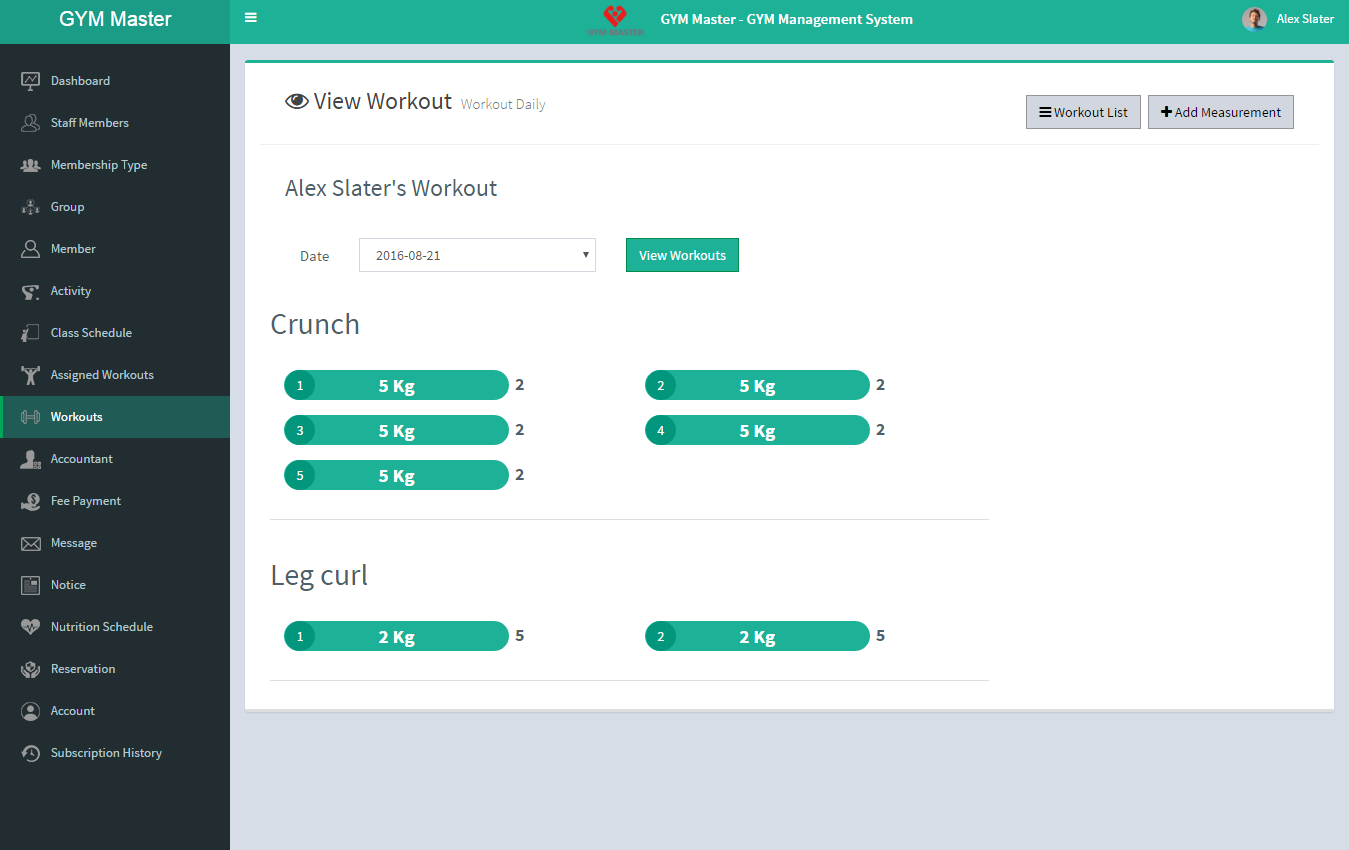 GYM Master
GYM MASTER
GYM Master - GYM Management System
Alex Slater
Dashboard
Staff Members
Membership Type
Group
Member
Activity
Class Schedule
Assigned Workouts
Workouts
Accountant
Fee Payment
Message
Notice
Nutrition Schedule
Reservation
Account
Subscription History
View Workout Workout Daily
Workout List
Add Measurement
Alex Slater's Workout
Date 2016-08-21 View Workouts
Crunch
1 5 Kg 2 2 5 Kg 2
3 5 Kg 2 4 5 Kg 2
5 5 Kg 2
Leg curl
1 2 Kg 5 2 2 Kg 5